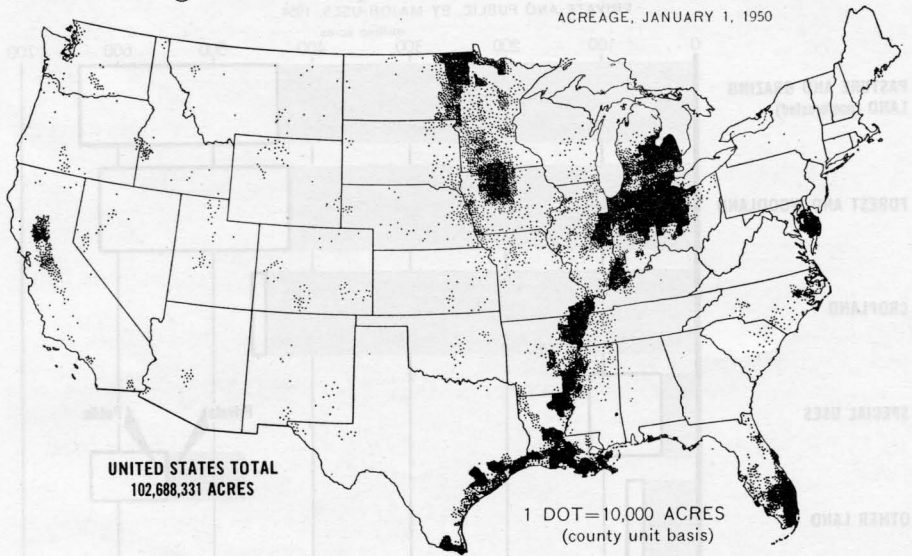 ACREAGE, JANUARY 1, 1950
UNITED STATES TOTAL
102,688,331 ACRES
1 DOT=10,000 ACRES
(county unit basis)